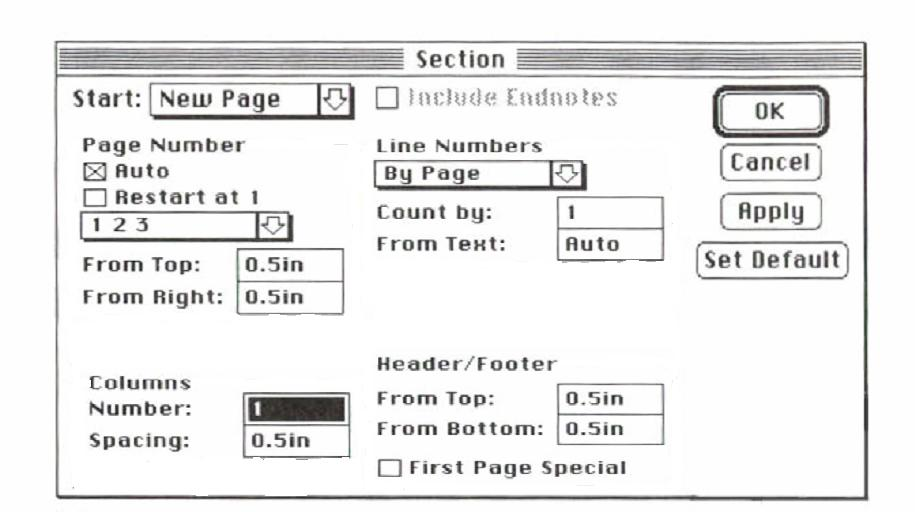 Section
Start: New Page
Include Endnotes
OK
Page Number
Auto
Restart at 1
1 2 3
From Top: 0.5in
From Right: 0.5in
Line Numbers
By Page
Count by: 1
From Text: Auto
Cancel
Apply
Set Default
Columns
Number: 1
Spacing: 0.5in
Header/Footer
From Top: 0.5in
From Bottom: 0.5in
First Page Special